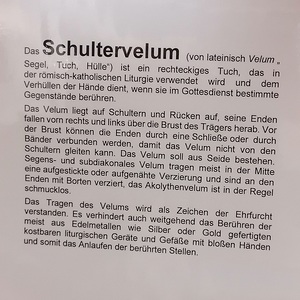 Das Schultervelum (von lateinisch Velum „
Segel, Tuch, Hülle“) ist ein rechteckiges Tuch, das in
der römisch-katholischen Liturgie verwendet wird und dem
Verhüllen der Hände dient, wenn sie im Gottesdienst bestimmte
Gegenstände berühren.
Das Velum liegt auf Schultern und Rücken auf, seine Enden
fallen vorn rechts und links über die Brust des Trägers herab. Vor
der Brust können die Enden durch eine Schließe oder durch
Bänder verbunden werden, damit das Velum nicht von den
Schultern gleiten kann. Das Velum soll aus Seide bestehen.
Segens- und subdiakonales Velum tragen meist in der Mitte
eine aufgestickte oder aufgenähte Verzierung und sind an den
Enden mit Borten verziert, das Akolythenvelum ist in der Regel
schmucklos.
Das Tragen des Velums wird als Zeichen der Ehrfurcht
verstanden. Es verhindert auch weitgehend das Berühren der
meist aus Edelmetallen wie Silber oder Gold gefertigten
kostbaren liturgischen Geräte und Gefäße mit bloßen Händen
und somit das Anlaufen der berührten Stellen.